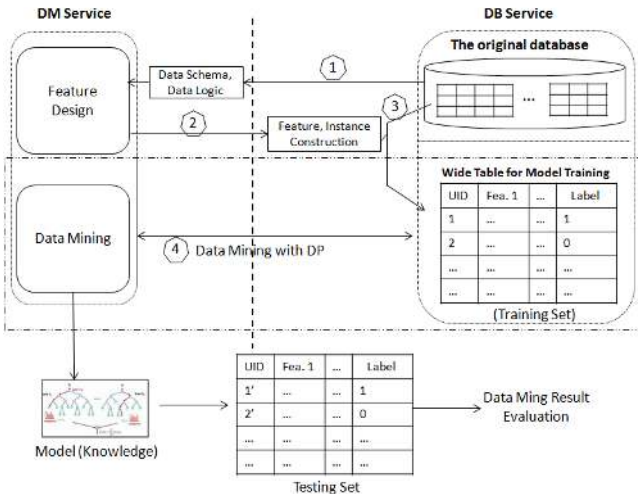 DM Service
DB Service
The original database
1
Data Schema,
Data Logic
Feature
Design
2
3
...
Feature, Instance
Construction
Wide Table for Model Training
UID Fea. 1 ... Label
1 ... ... 1
2 ... ... 0
... ... ... ...
... ... ... ...
(Training Set)
Data Mining
4 Data Mining with DP
UID Fea. 1 ... Label
1' ... ... 1
2' ... ... 0
... ... ... ...
... ... ... ...
Testing Set
Model (Knowledge)
Data Ming Result
Evaluation